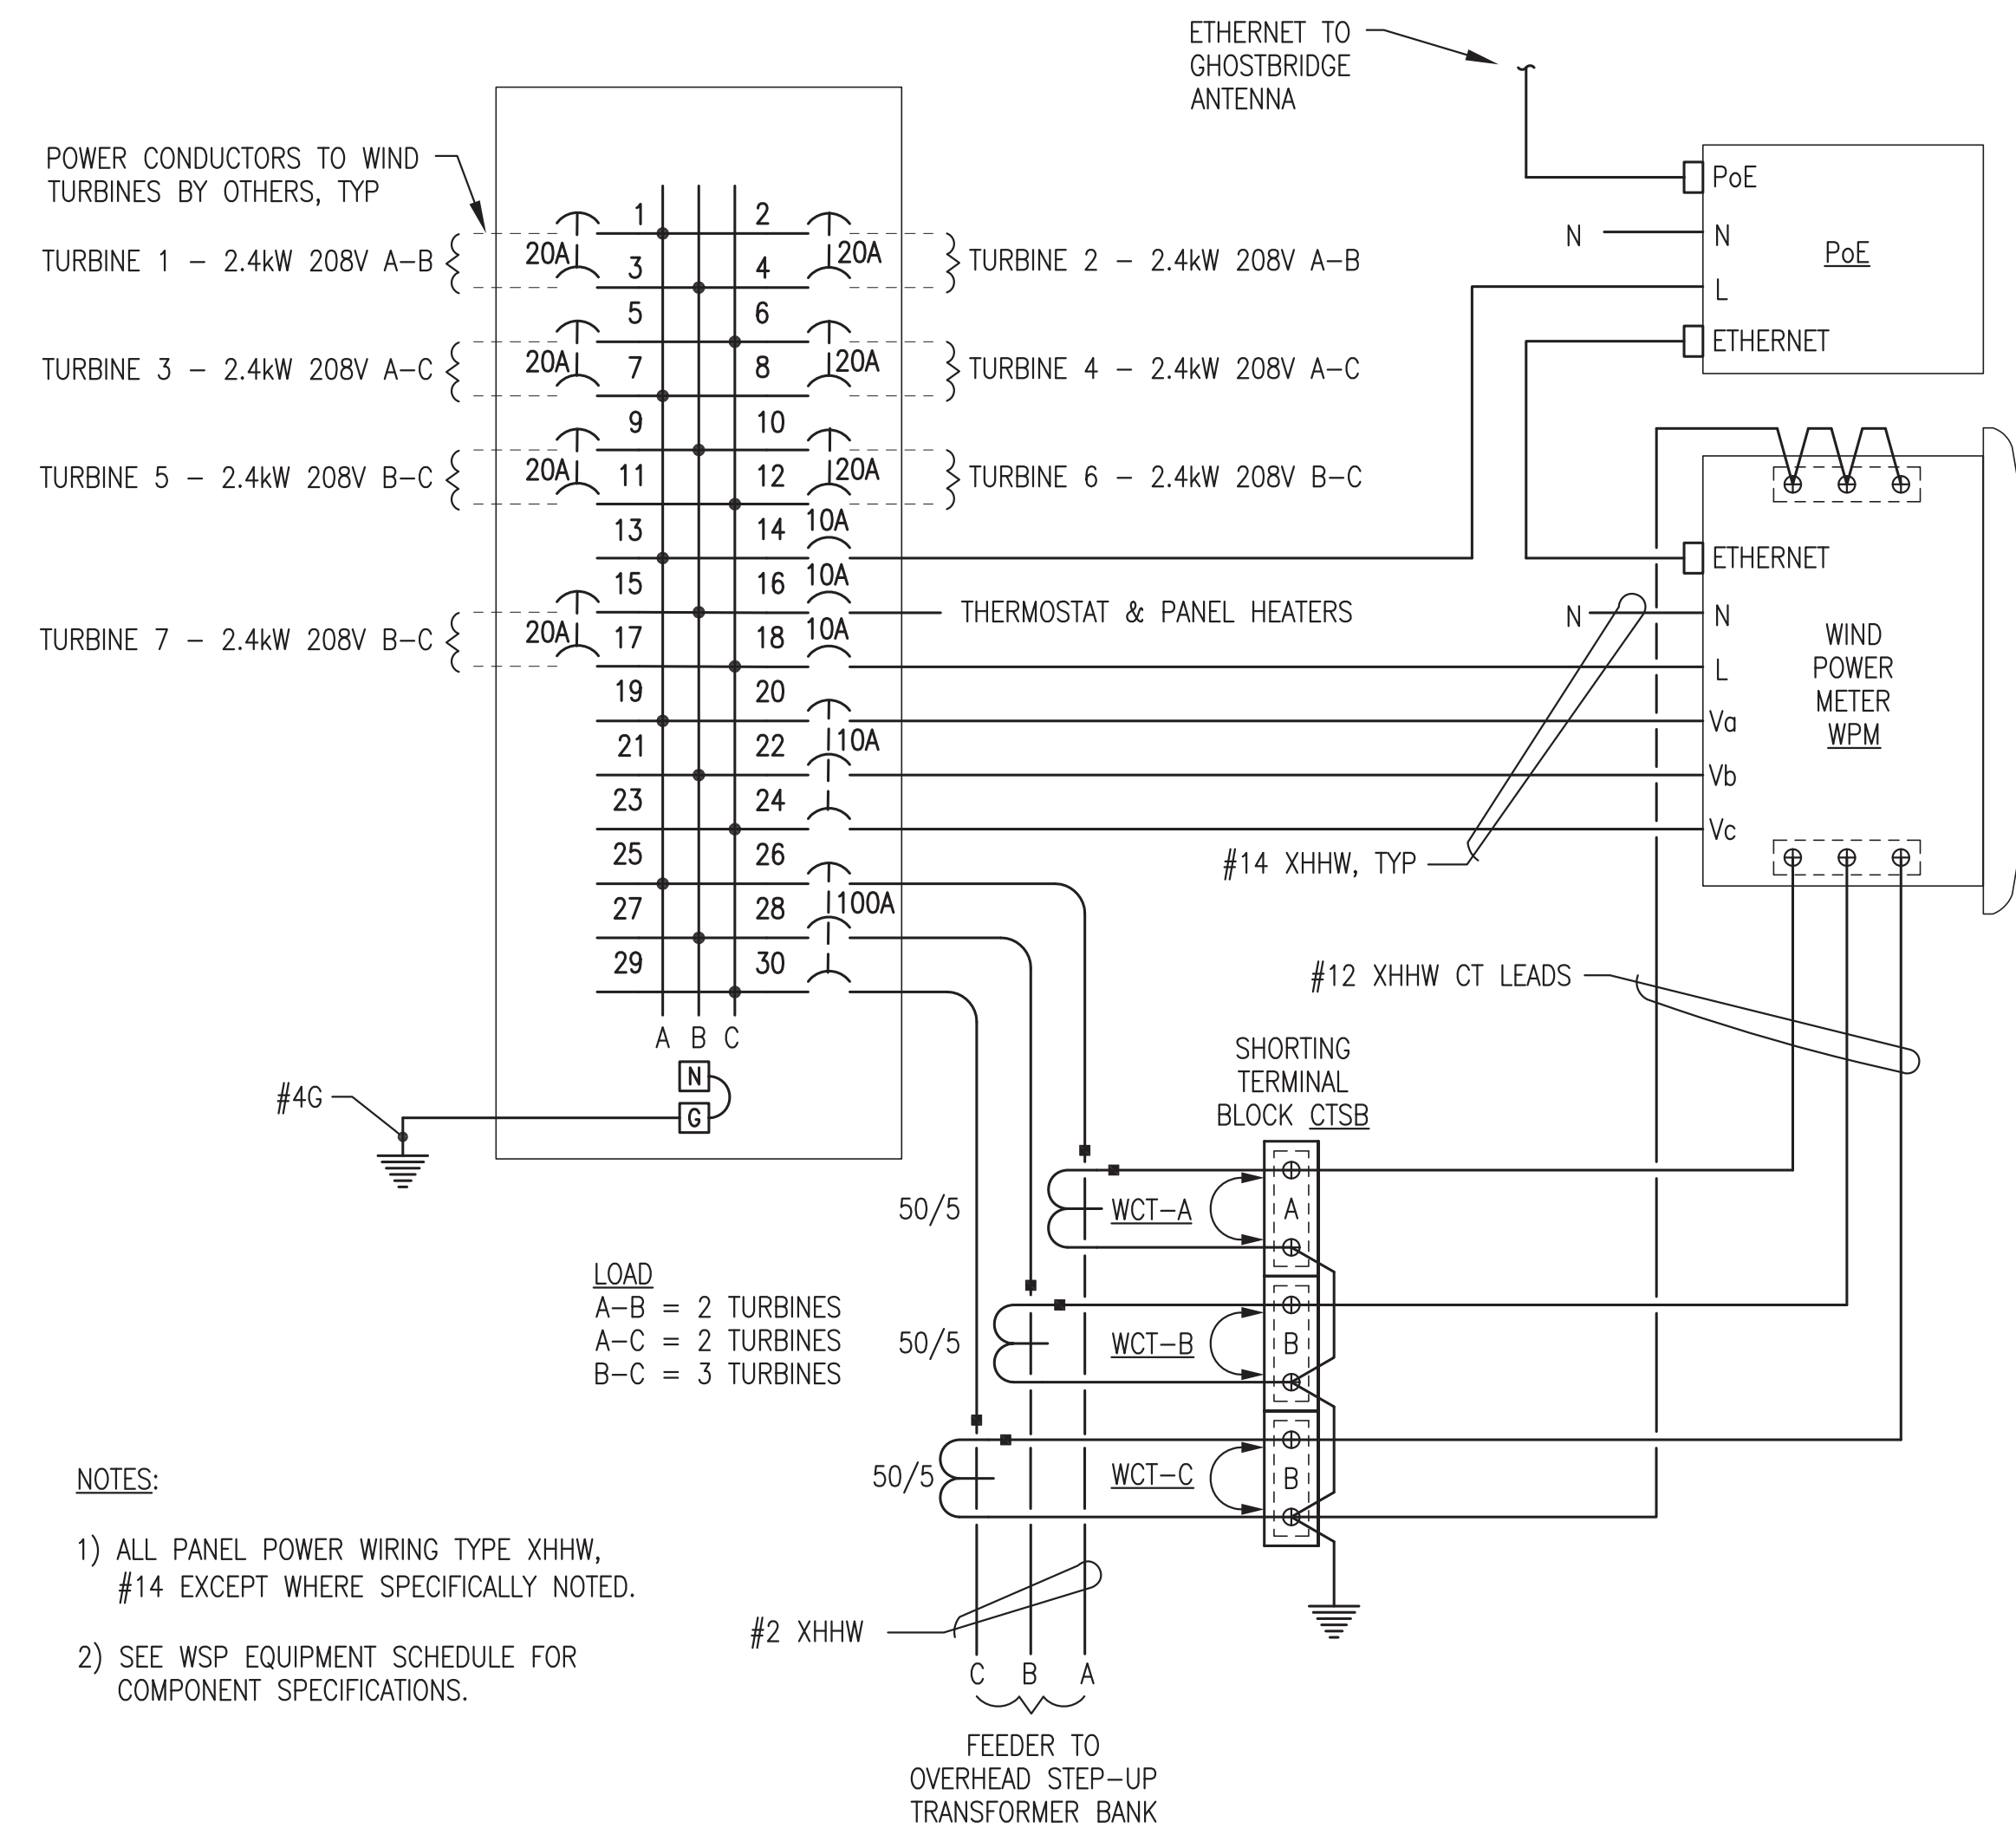 ETHERNET TO
GHOSTBRIDGE
ANTENNA
POWER CONDUCTORS TO WIND
TURBINES BY OTHERS, TYP
PoE
N
N
PoE
L
ETHERNET
1 2
20A 20A
TURBINE 1 - 2.4kW 208V A-B
TURBINE 2 - 2.4kW 208V A-B
3 4
5 6
20A 20A
TURBINE 3 - 2.4kW 208V A-C
TURBINE 4 - 2.4kW 208V A-C
7 8
9 10
20A 20A
TURBINE 5 - 2.4kW 208V B-C
TURBINE 6 - 2.4kW 208V B-C
11 12
13 14 10A
15 16 10A
THERMOSTAT & PANEL HEATERS
20A
TURBINE 7 - 2.4kW 208V B-C
17 18 10A
19 20
21 22 10A
23 24
25 26
27 28 100A
29 30
A B C
N
G
#4G
ETHERNET
N
N
L
Va
Vb
Vc
WIND
POWER
METER
WPM
#14 XHHW, TYP
#12 XHHW CT LEADS
SHORTING
TERMINAL
BLOCK CTSB
50/5
WCT-A
A
50/5
WCT-B
B
50/5
WCT-C
B
LOAD
A-B = 2 TURBINES
A-C = 2 TURBINES
B-C = 3 TURBINES
NOTES:
1) ALL PANEL POWER WIRING TYPE XHHW,
#14 EXCEPT WHERE SPECIFICALLY NOTED.
2) SEE WSP EQUIPMENT SCHEDULE FOR
COMPONENT SPECIFICATIONS.
#2 XHHW
C B A
FEEDER TO
OVERHEAD STEP-UP
TRANSFORMER BANK